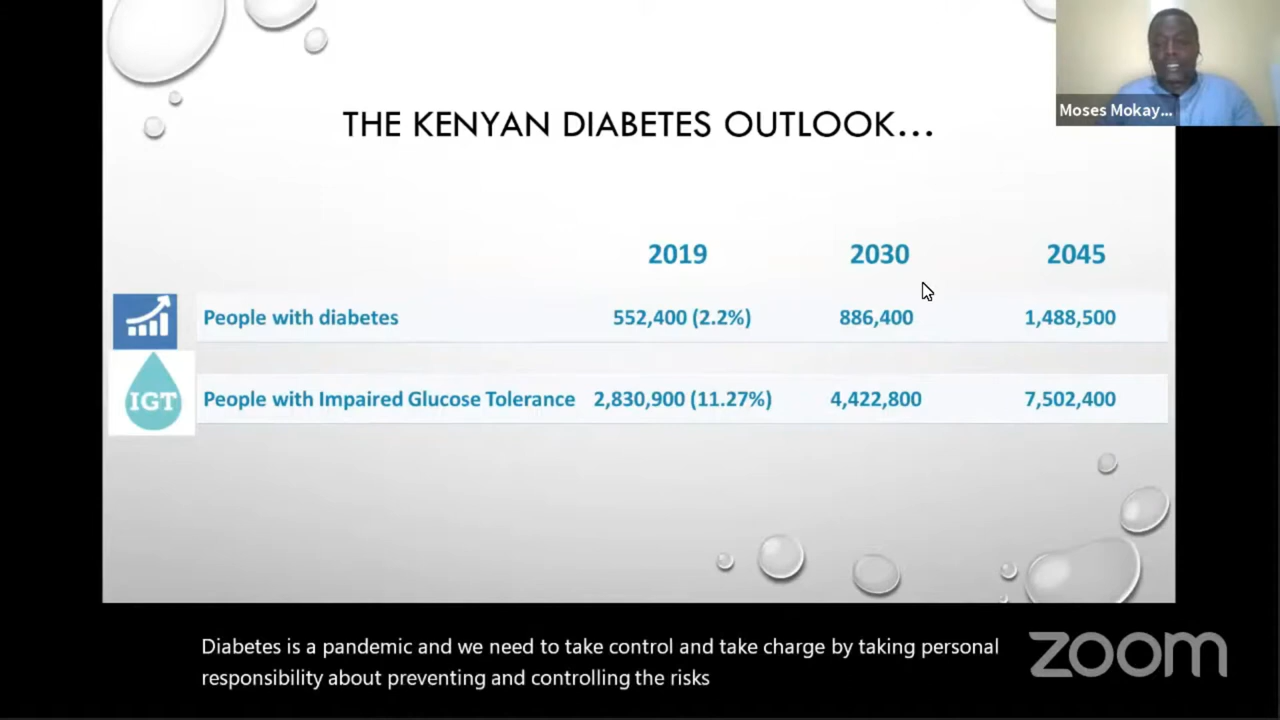 THE KENYAN DIABETES OUTLOOK...
Moses Mokay...
2019 2030 2045
People with diabetes 552,400 (2.2%) 886,400 1,488,500
IGT
People with Impaired Glucose Tolerance 2,830,900 (11.27%) 4,422,800 7,502,400
Diabetes is a pandemic and we need to take control and take charge by taking personal
responsibility about preventing and controlling the risks
zoom